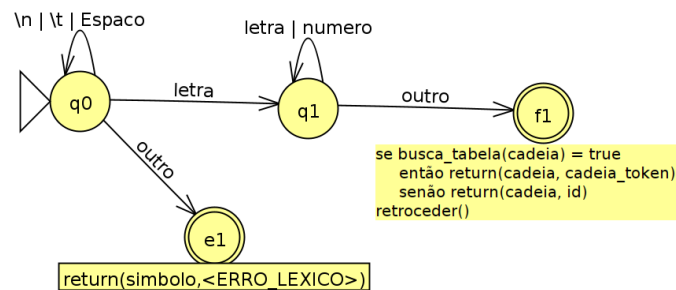 \n | \t | Espaco
letra | numero
q0
letra
q1
outro
f1
outro
se busca_tabela(cadeia) = true
então return(cadeia, cadeia_token)
senão return(cadeia, id)
retroceder()
e1
return(simbolo,<ERRO_LEXICO>)